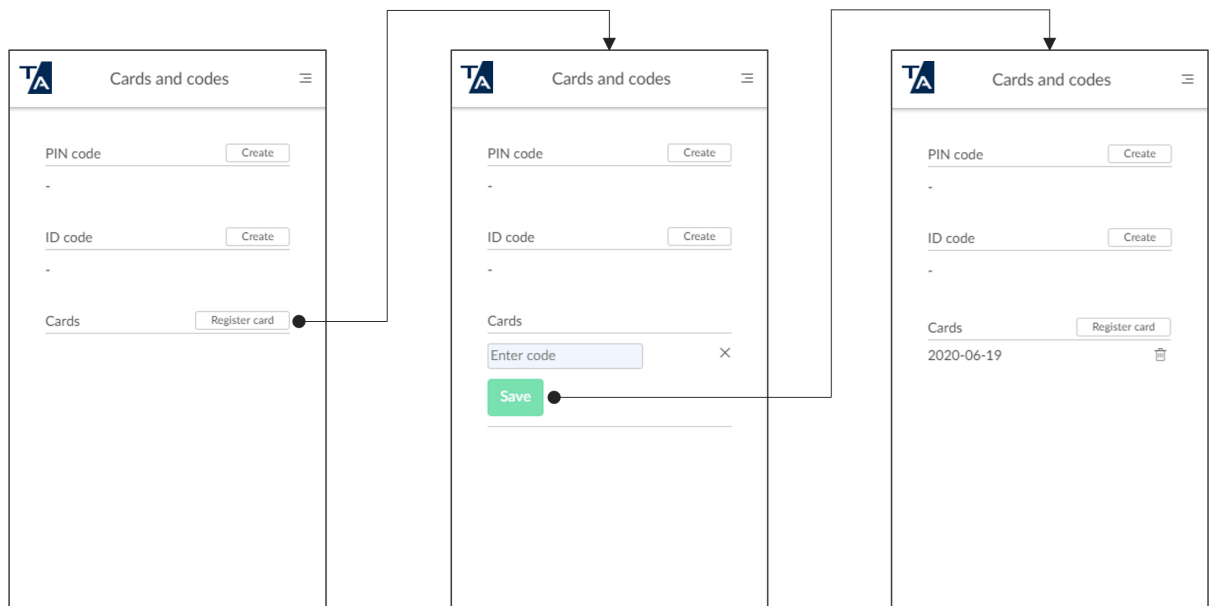 TA Cards and codes
PIN code Create
-
ID code Create
-
Cards Register card
TA Cards and codes
PIN code Create
-
ID code Create
-
Cards
Enter code
Save
TA Cards and codes
PIN code Create
-
ID code Create
-
Cards Register card
2020-06-19